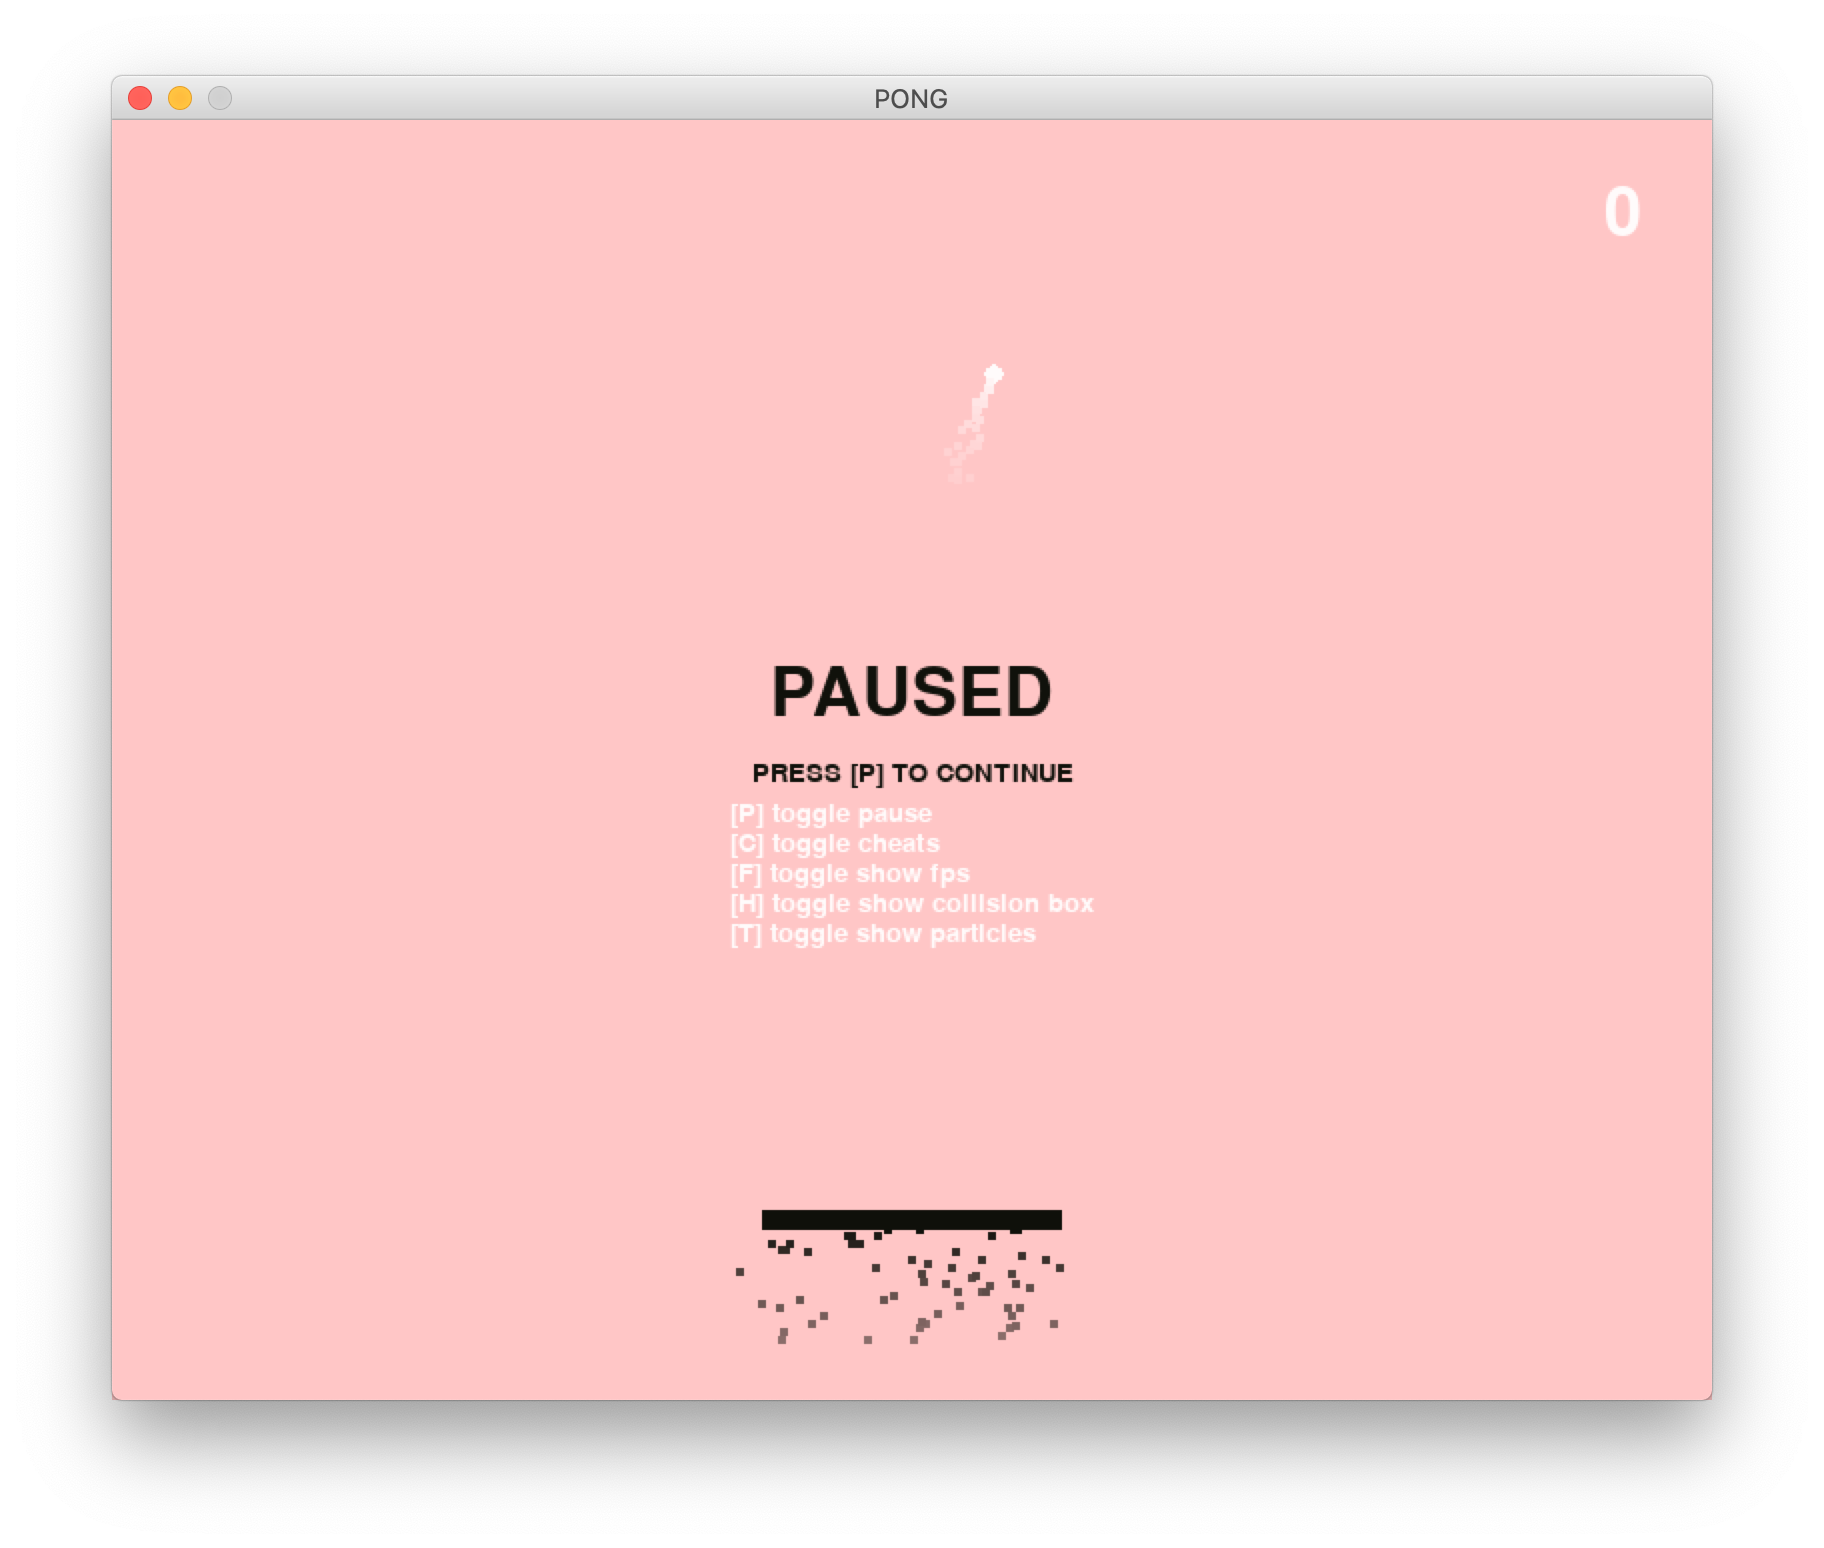 PONG
0
PAUSED
PRESS [P] TO CONTINUE
[P] toggle pause
[C] toggle cheats
[F] toggle show fps
[H] toggle show collision box
[T] toggle show particles